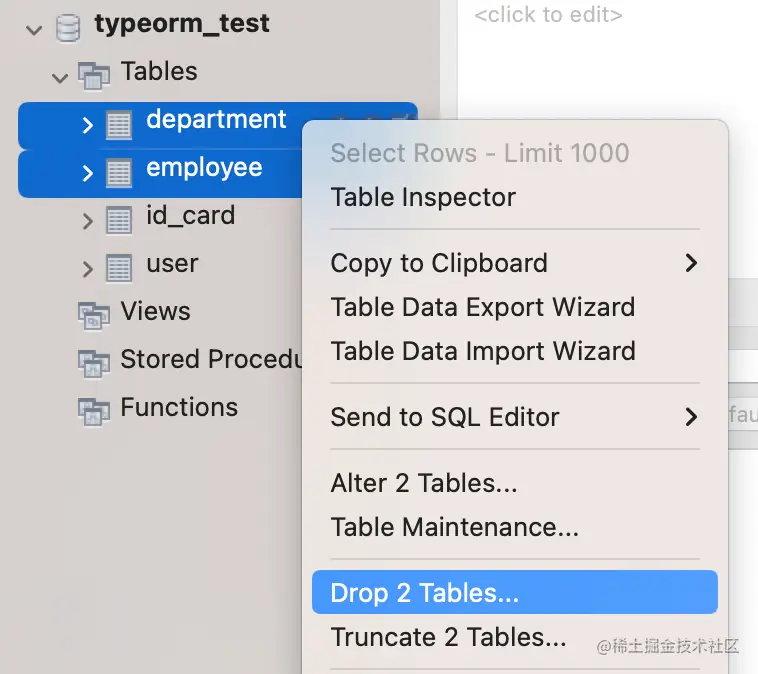 typeorm_test
<click to edit>
Tables
department
employee
id_card
user
Views
Stored Procedu
Functions
Select Rows - Limit 1000
Table Inspector
Copy to Clipboard
Table Data Export Wizard
Table Data Import Wizard
Send to SQL Editor
Alter 2 Tables...
Table Maintenance...
Drop 2 Tables...
Truncate 2 Tables...
fau
@稀土掘金技术社区